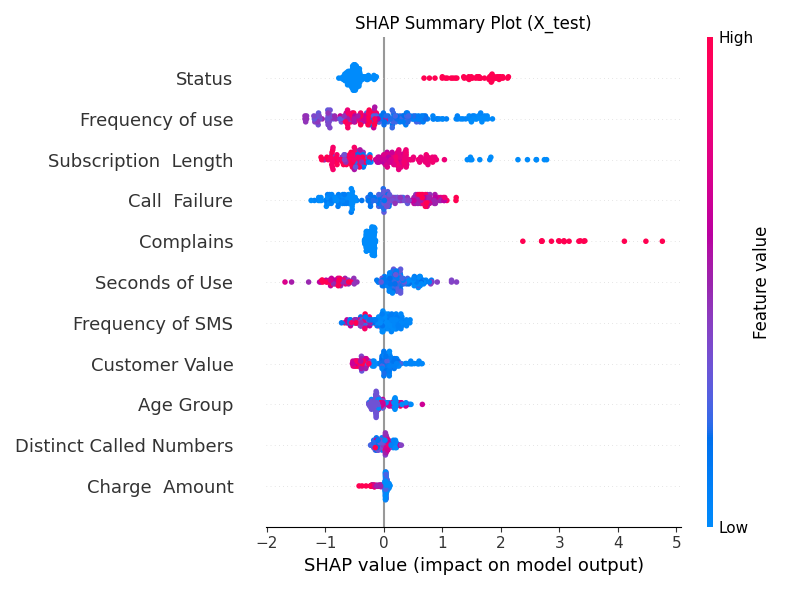 SHAP Summary Plot (X_test)
High
Status
Frequency of use
Subscription  Length
Call  Failure
Complains
Seconds of Use
Frequency of SMS
Customer Value
Age Group
Distinct Called Numbers
Charge  Amount
Feature value
Low
−2 −1 0 1 2 3 4 5
SHAP value (impact on model output)